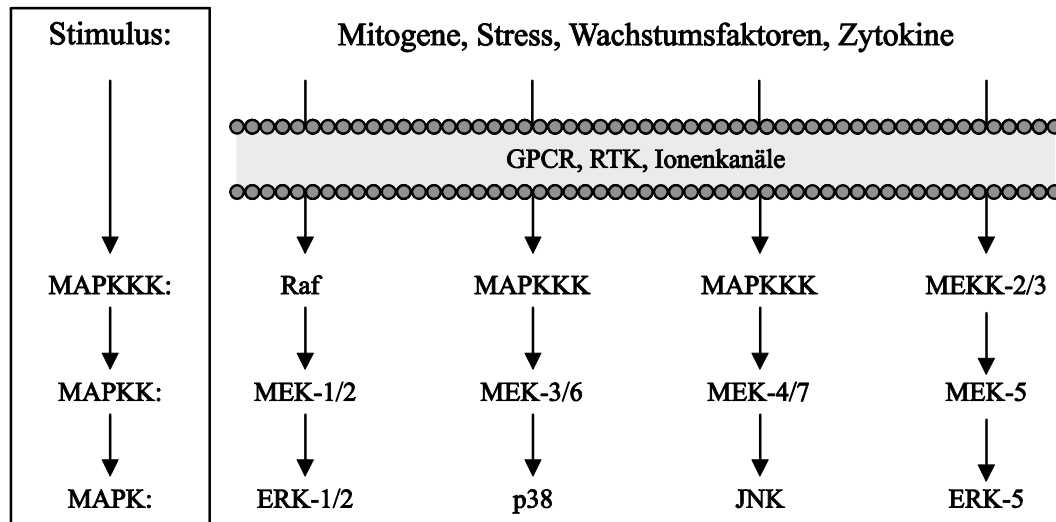 Stimulus: Mitogene, Stress, Wachstumsfaktoren, Zytokine
GPCR, RTK, Ionenkanäle
MAPKKK: Raf MAPKKK MAPKKK MEKK-2/3
MAPKK: MEK-1/2 MEK-3/6 MEK-4/7 MEK-5
MAPK: ERK-1/2 p38 JNK ERK-5